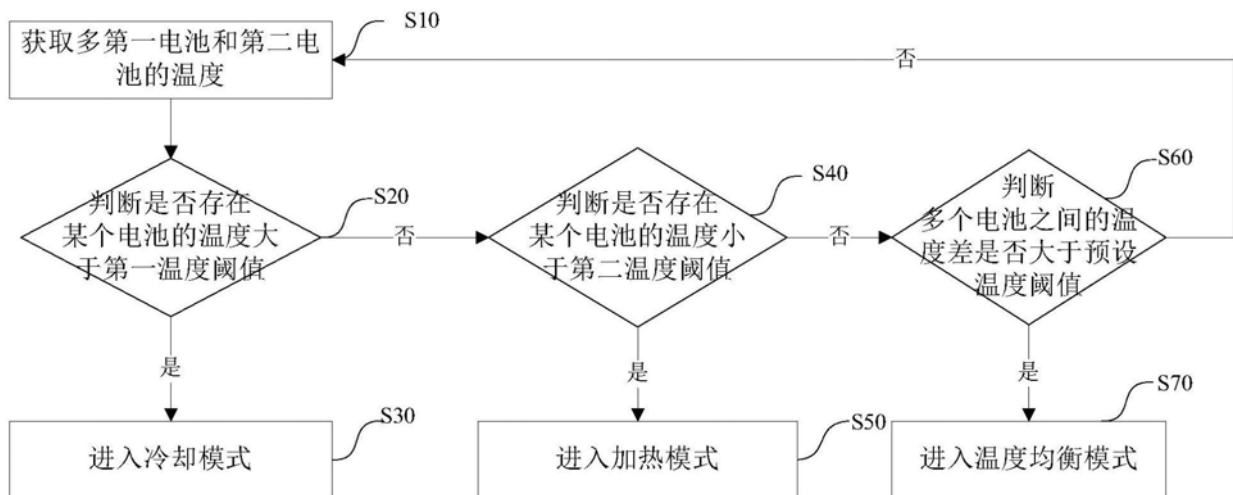 S10
获取多第一电池和第二电
池的温度
否
S20
判断是否存在
某个电池的温度大
于第一温度阈值
否
S40
判断是否存在
某个电池的温度小
于第二温度阈值
否
S60
判断
多个电池之间的温
度差是否大于预设
温度阈值
是
是
是
S30
进入冷却模式
S50
进入加热模式
S70
进入温度均衡模式